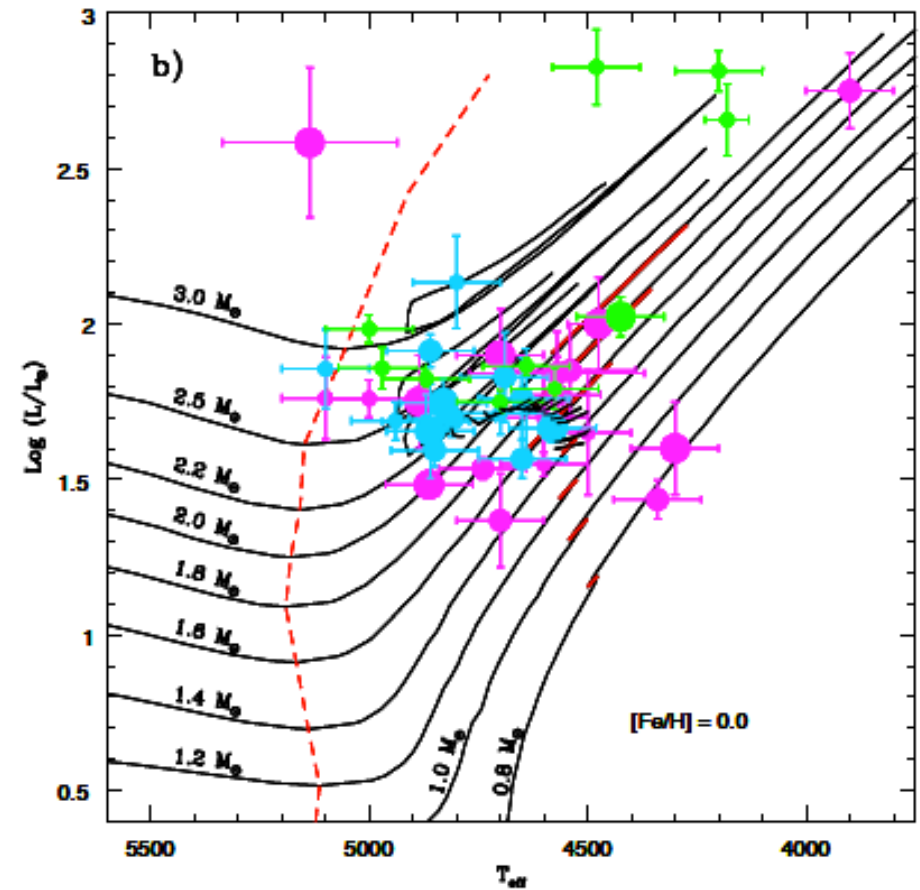 b)
3
2.5
2
1.5
1
0.5
Log (L/L⊙)
3.0 M⊙
2.5 M⊙
2.2 M⊙
2.0 M⊙
1.8 M⊙
1.6 M⊙
1.4 M⊙
1.2 M⊙
1.0 M⊙
0.8 M⊙
[Fe/H] = 0.0
5500 5000 4500 4000
Teff